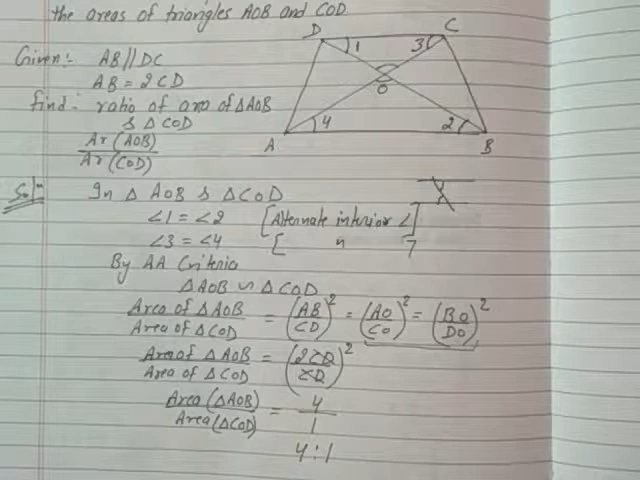 the areas of triangles AOB and COD.
D C
Given:- AB // DC
1 3
AB = 2CD
O
find:- ratio of area of ΔAOB
& ΔCOD
4 2
A B
Ar (AOB)
Ar (COD)
Soln In Δ AOB & ΔCOD
∠1 = ∠2 [Alternate interior ∠]
∠3 = ∠4 [ " ]
By AA Criteria
ΔAOB ∽ ΔCOD
Area of ΔAOB / Area of ΔCOD = (AB/CD)² = (AO/CO)² = (BO/DO)²
Area of ΔAOB / Area of ΔCOD = (2CD/CD)²
Area (ΔAOB) / Area (ΔCOD) = 4/1
4:1